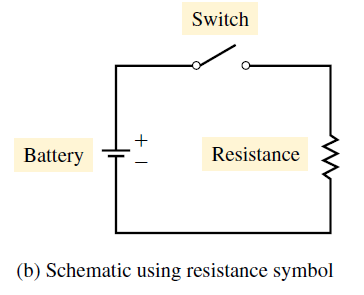 Switch
+
Battery
Resistance
−
(b) Schematic using resistance symbol